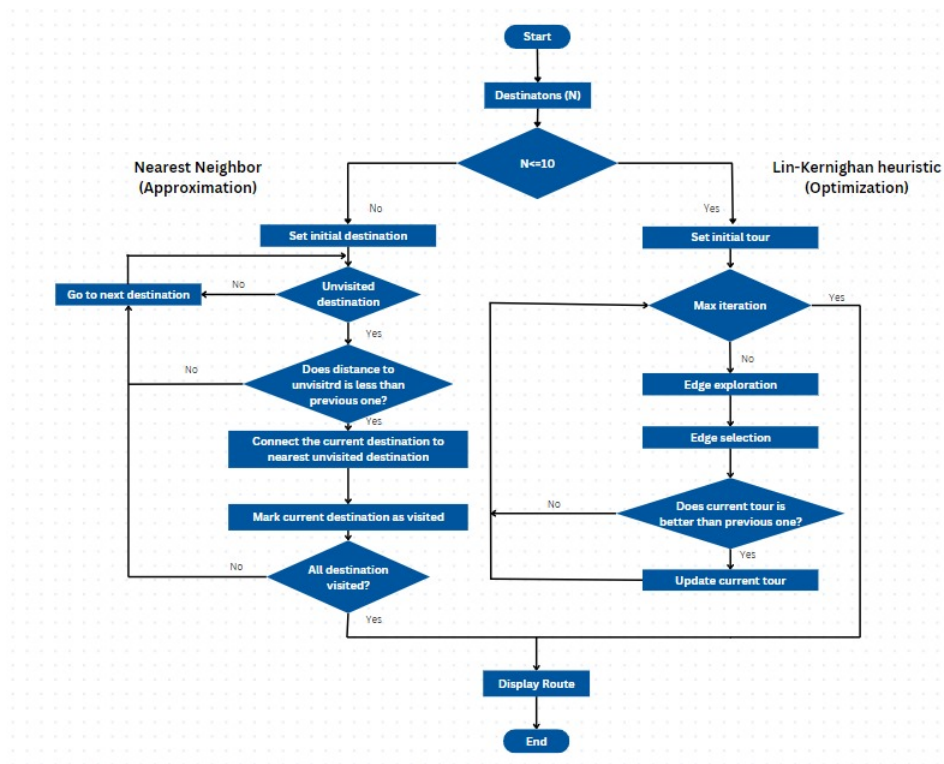 Start
Destinatons (N)
N<=10
Nearest Neighbor
(Approximation)
Lin-Kernighan heuristic
(Optimization)
No
Yes
Set initial destination
Set initial tour
Go to next destination
No
Unvisited
destination
Yes
Max iteration
Yes
No
Does distance to
unvisitrd is less than
previous one?
No
Yes
Edge exploration
Connect the current destination to
nearest unvisited destination
Edge selection
Mark current destination as visited
Does current tour is
better than previous one?
No
Yes
All destination
visited?
No
Yes
Update current tour
Display Route
End